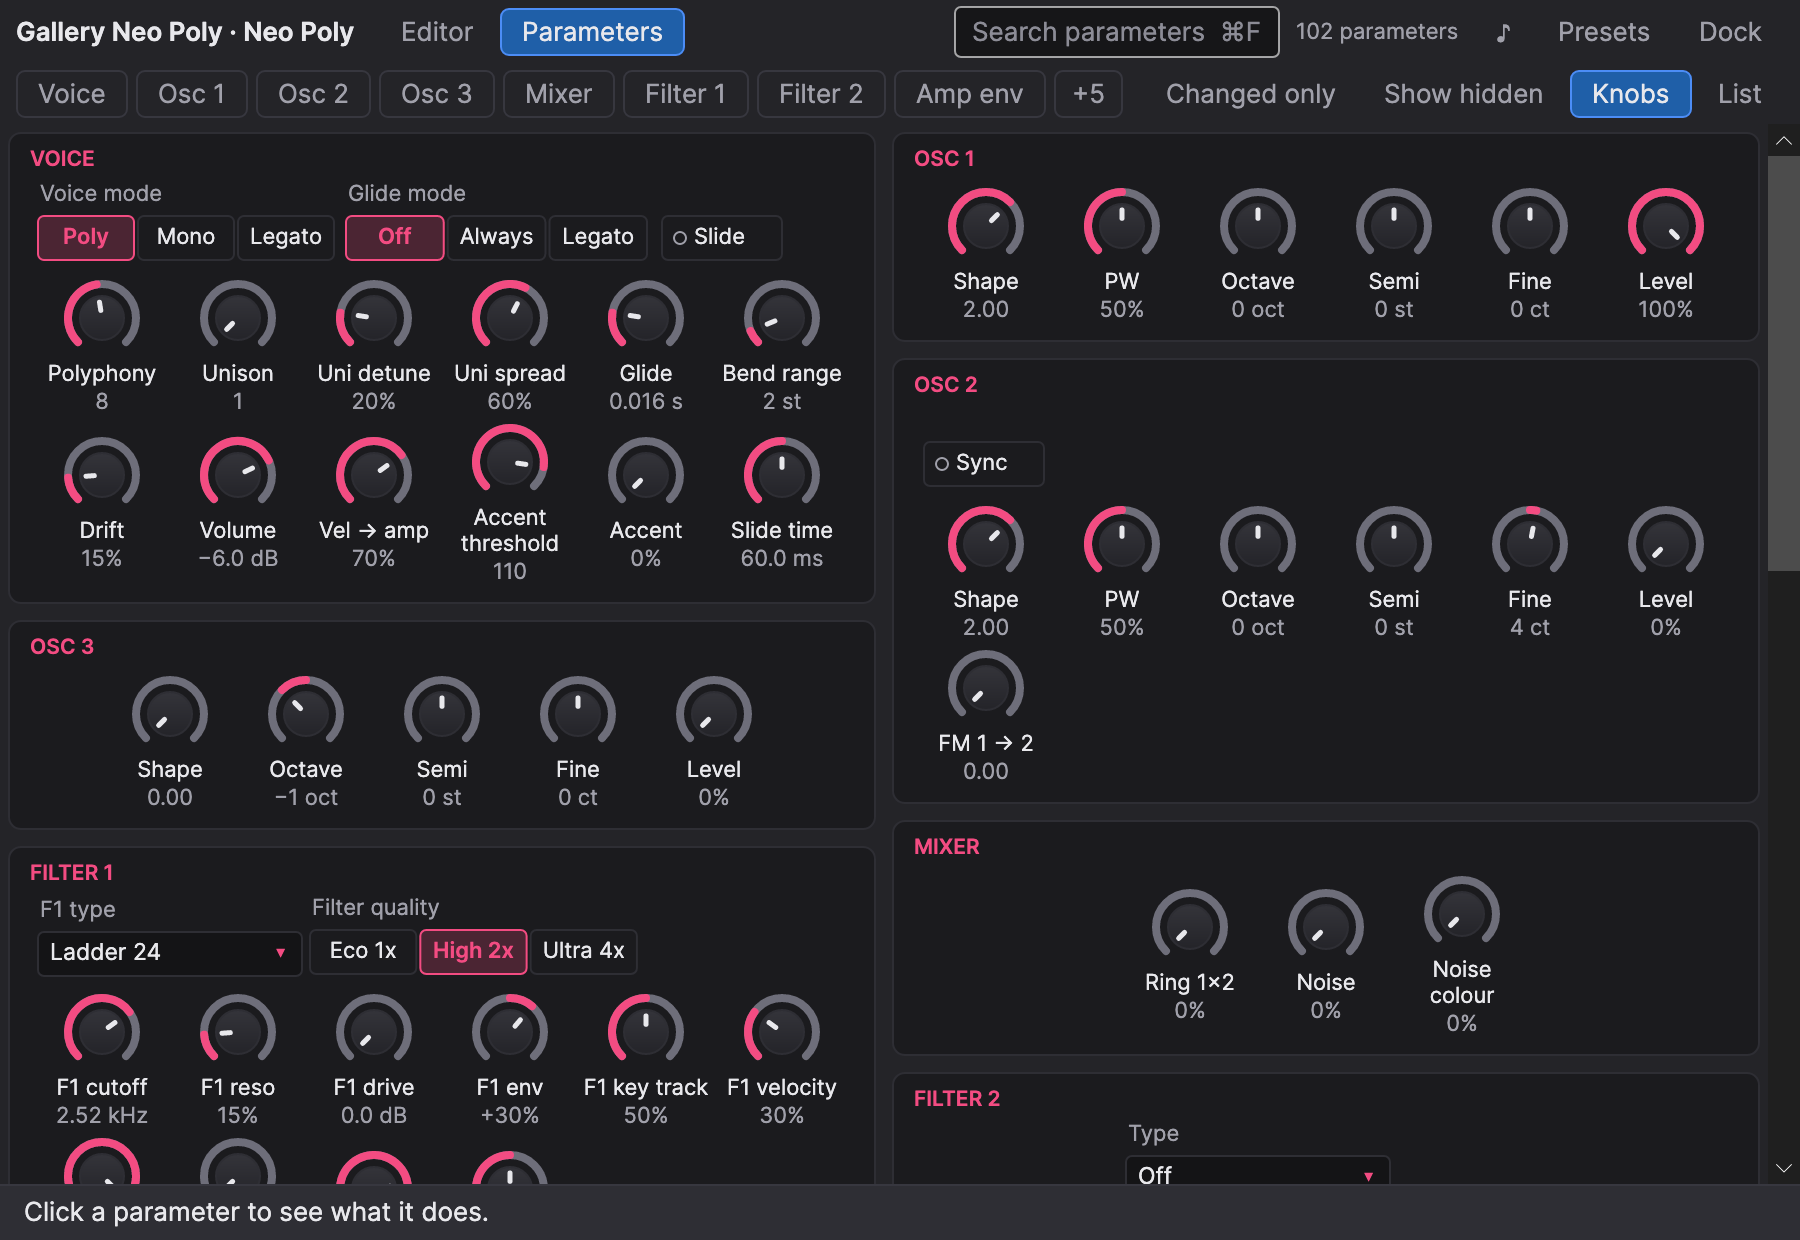 Gallery Neo Poly · Neo Poly
Editor
Parameters
Search parameters ⌘F
102 parameters
Presets
Dock
Voice
Osc 1
Osc 2
Osc 3
Mixer
Filter 1
Filter 2
Amp env
+5
Changed only
Show hidden
Knobs
List
VOICE
Voice mode
Glide mode
Poly
Mono
Legato
Off
Always
Legato
Slide
Polyphony
Unison
Uni detune
Uni spread
Glide
Bend range
8
1
20%
60%
0.016 s
2 st
Drift
Volume
Vel → amp
Accent
threshold
Accent
Slide time
15%
−6.0 dB
70%
110
0%
60.0 ms
OSC 1
Shape
PW
Octave
Semi
Fine
Level
2.00
50%
0 oct
0 st
0 ct
100%
OSC 2
Sync
Shape
PW
Octave
Semi
Fine
Level
2.00
50%
0 oct
0 st
4 ct
0%
FM 1 → 2
0.00
OSC 3
Shape
Octave
Semi
Fine
Level
0.00
−1 oct
0 st
0 ct
0%
MIXER
Ring 1×2
Noise
Noise
colour
0%
0%
0%
FILTER 1
F1 type
Filter quality
Ladder 24
Eco 1x
High 2x
Ultra 4x
F1 cutoff
F1 reso
F1 drive
F1 env
F1 key track
F1 velocity
2.52 kHz
15%
0.0 dB
+30%
50%
30%
FILTER 2
Type
Off
Click a parameter to see what it does.